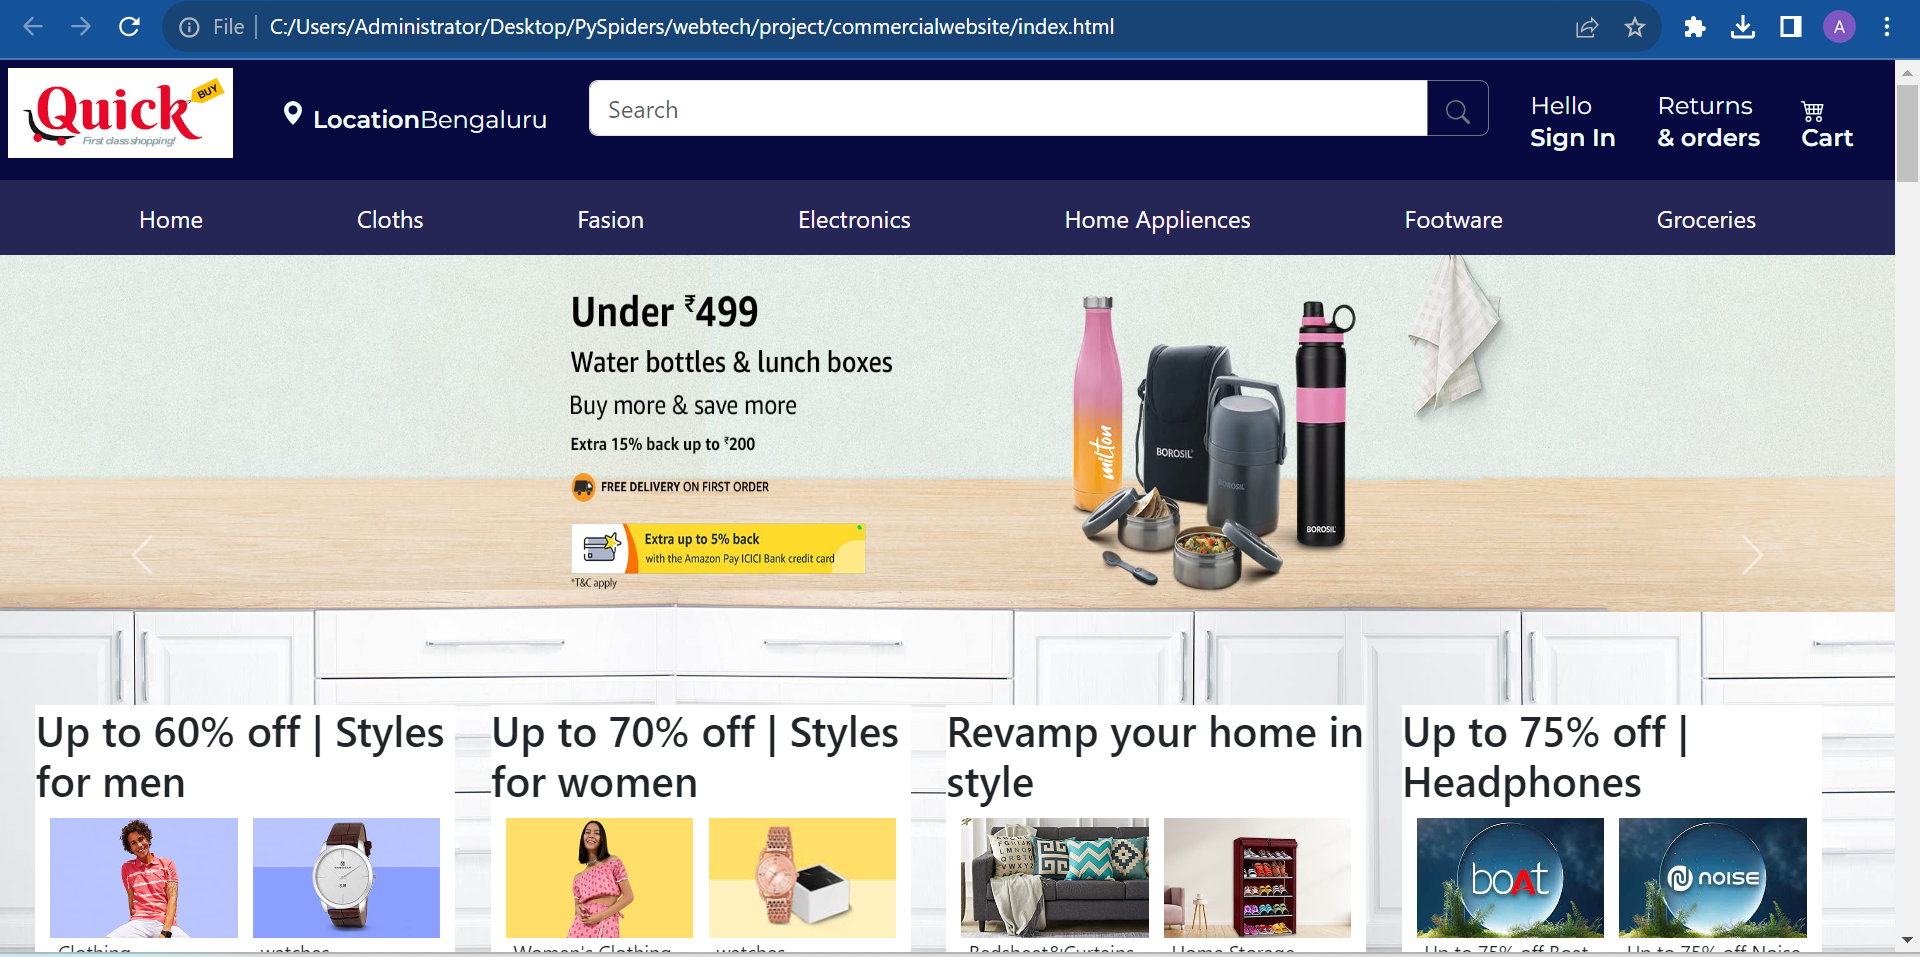 File
C:/Users/Administrator/Desktop/PySpiders/webtech/project/commercialwebsite/index.html
A
Quick BUY
First class shopping!
LocationBengaluru
Search
Hello
Sign In
Returns
& orders
Cart
Home Cloths Fasion Electronics Home Appliences Footware Groceries
Under ₹499
Water bottles & lunch boxes
Buy more & save more
Extra 15% back up to ₹200
FREE DELIVERY ON FIRST ORDER
Extra up to 5% back
with the Amazon Pay ICICI Bank credit card
*T&C apply
milton
BOROSIL
BOROSIL
BOROSIL
Up to 60% off | Styles
for men
Up to 70% off | Styles
for women
Revamp your home in
style
Up to 75% off |
Headphones
boAt
NOISE
Clothing
watches
Women's Clothing
watches
Bedsheet&Curtains
Home Storage
Up to 75% off Boat
Up to 75% off Noise